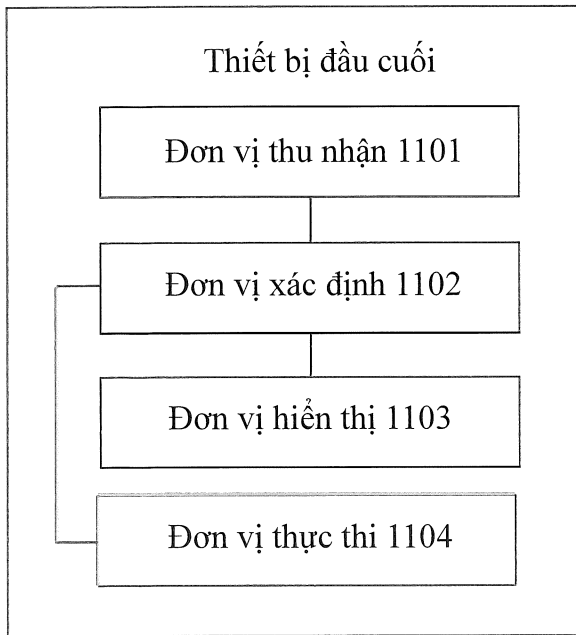 Thiết bị đầu cuối
Đơn vị thu nhận 1101
Đơn vị xác định 1102
Đơn vị hiển thị 1103
Đơn vị thực thi 1104